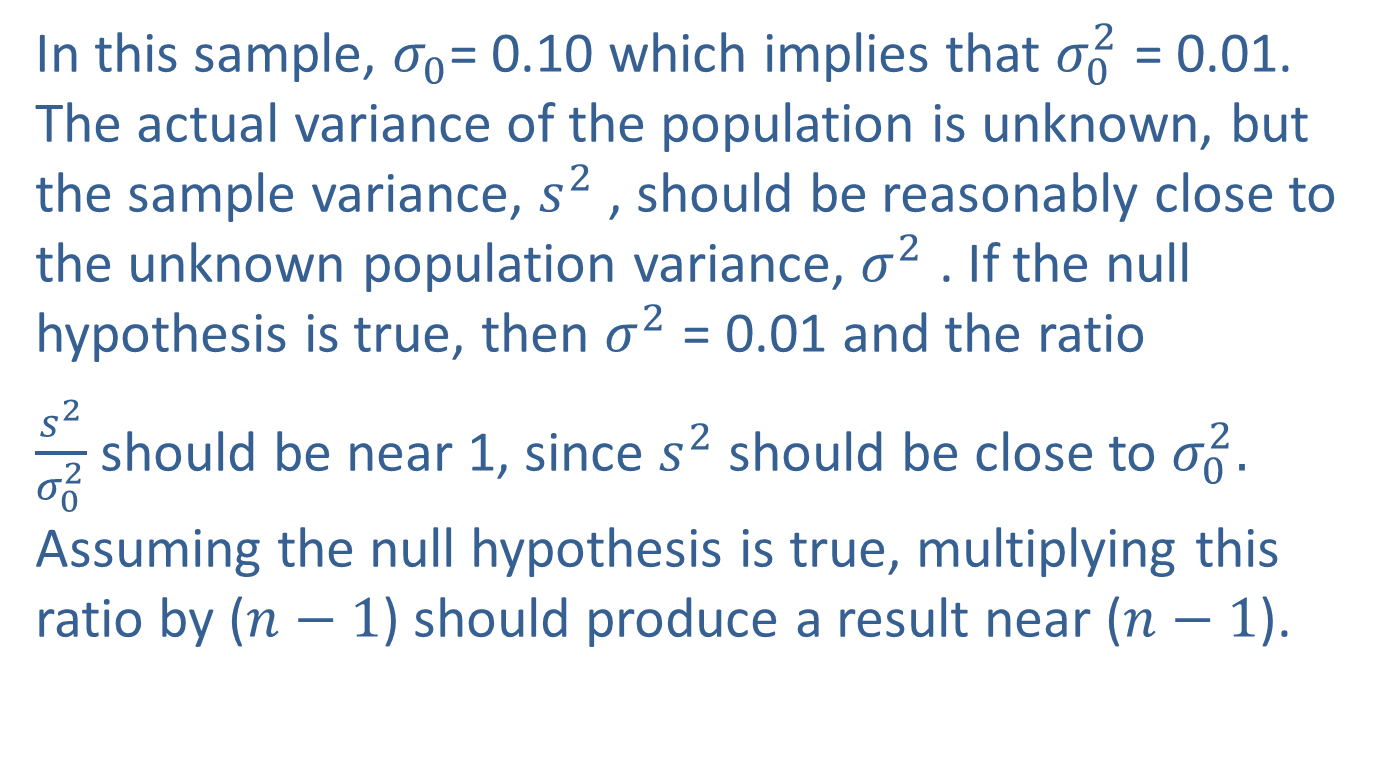 In this sample, σ₀= 0.10 which implies that σ₀² = 0.01.
The actual variance of the population is unknown, but
the sample variance, s² , should be reasonably close to
the unknown population variance, σ² . If the null
hypothesis is true, then σ² = 0.01 and the ratio
s²/σ₀² should be near 1, since s² should be close to σ₀².
Assuming the null hypothesis is true, multiplying this
ratio by (n − 1) should produce a result near (n − 1).